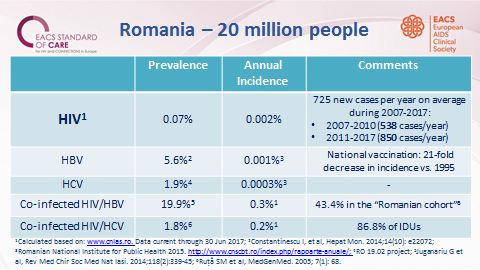 EACS STANDARD
OF CARE
for HIV and COINFECTIONS in Europe
Romania – 20 million people
EACS
European
AIDS
Clinical
Society
Prevalence
Annual
Incidence
Comments
HIV¹
0.07%
0.002%
725 new cases per year on average
during 2007-2017:
• 2007-2010 (538 cases/year)
• 2011-2017 (850 cases/year)
HBV
5.6%²
0.001%³
National vaccination: 21-fold
decrease in incidence vs. 1995
HCV
1.9%⁴
0.0003%³
-
Co-infected HIV/HBV
19.9%⁵
0.3%¹
43.4% in the “Romanian cohort”⁵
Co-infected HIV/HCV
1.8%⁶
0.2%¹
86.8% of IDUs
¹Calculated based on: www.cnlas.ro. Data current through 30 Jun 2017; ²Constantinescu I, et al, Hepat Mon. 2014;14(10): e22072;
³Romanian National Institute for Public Health 2015. http://www.cnscbt.ro/index.php/rapoarte-anuale/; ⁴RO 19.02 project; ⁵Juganariu G et
al, Rev Med Chir Soc Med Nat Iasi. 2014;118(2):339-45; ⁶Ruță SM et al, MedGenMed. 2005; 7(1): 68.